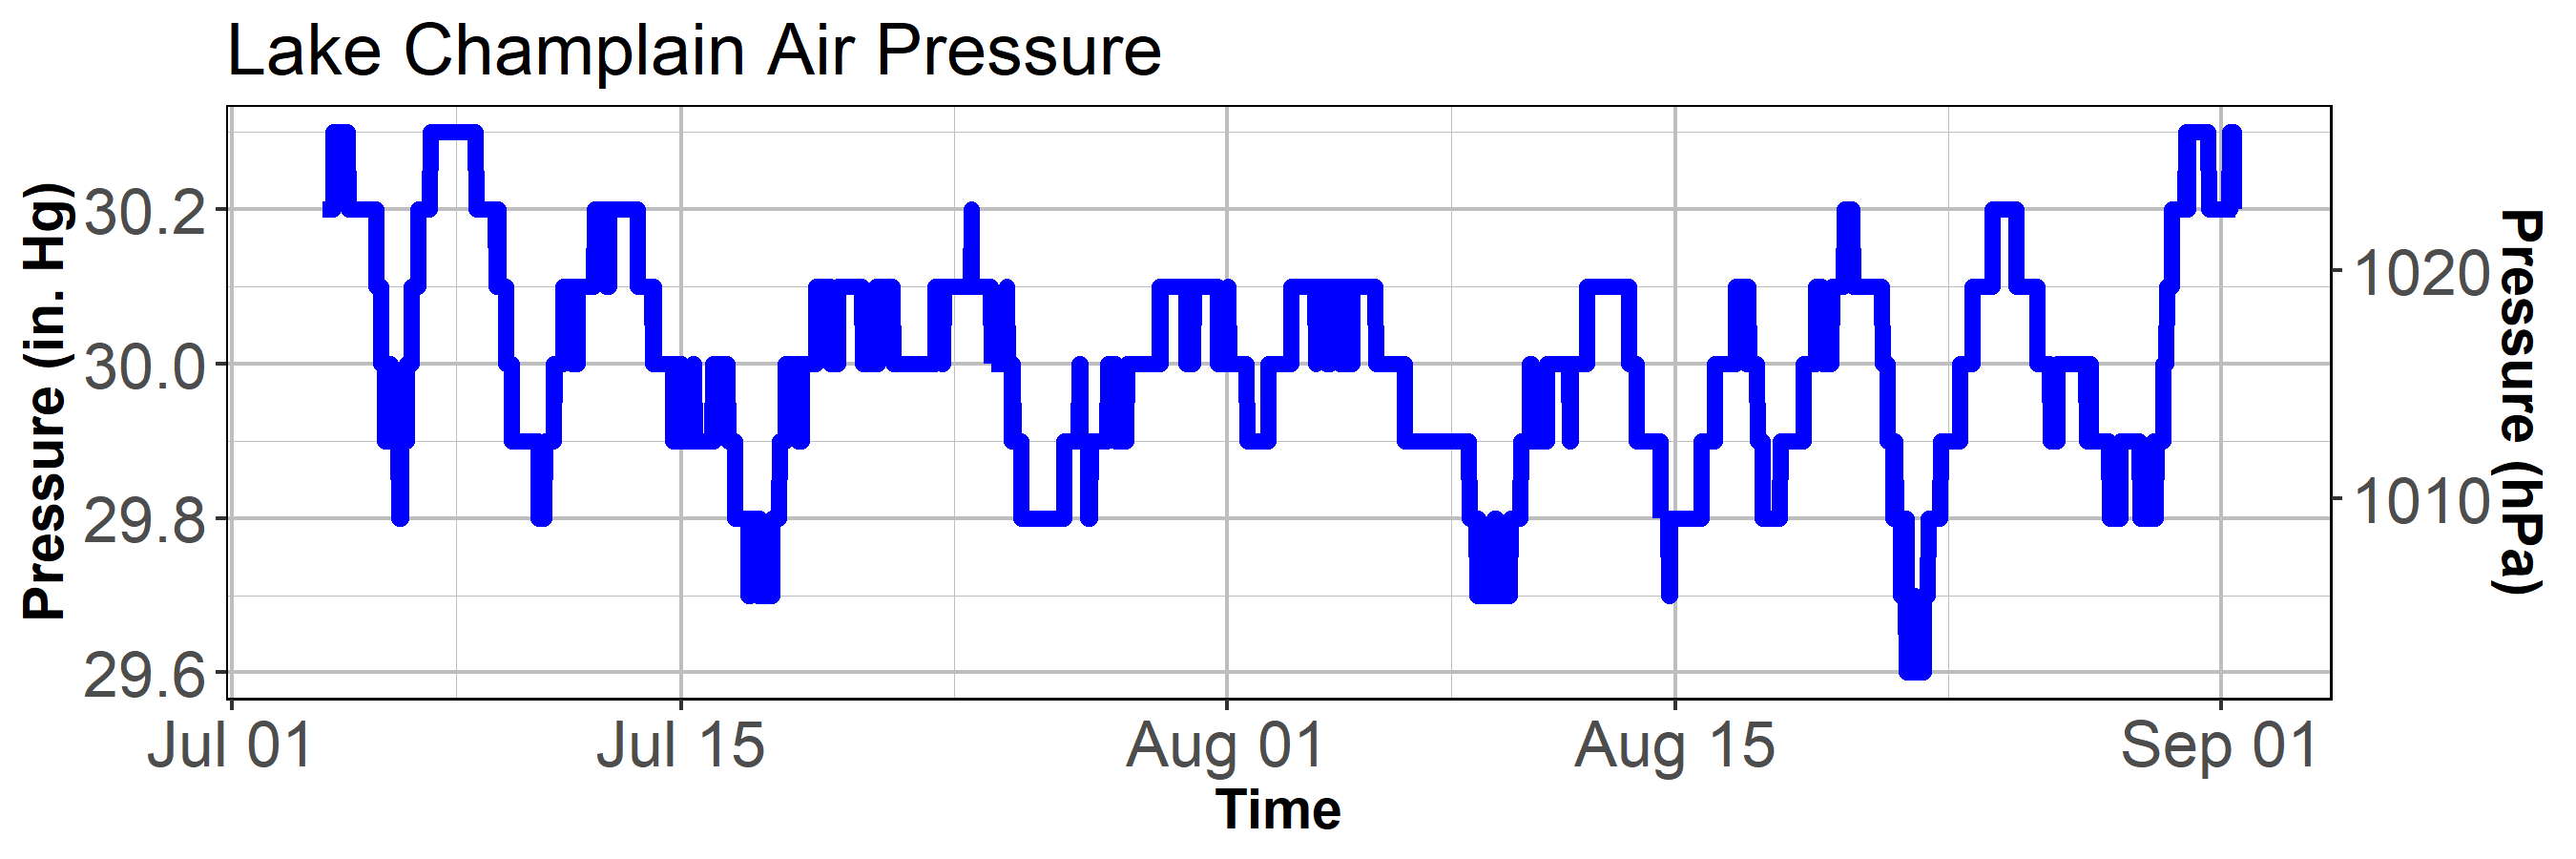 Lake Champlain Air Pressure
Pressure (in. Hg)
30.2
30.0
29.8
29.6
1020
1010
Pressure (hPa)
Jul 01
Jul 15
Aug 01
Aug 15
Sep 01
Time